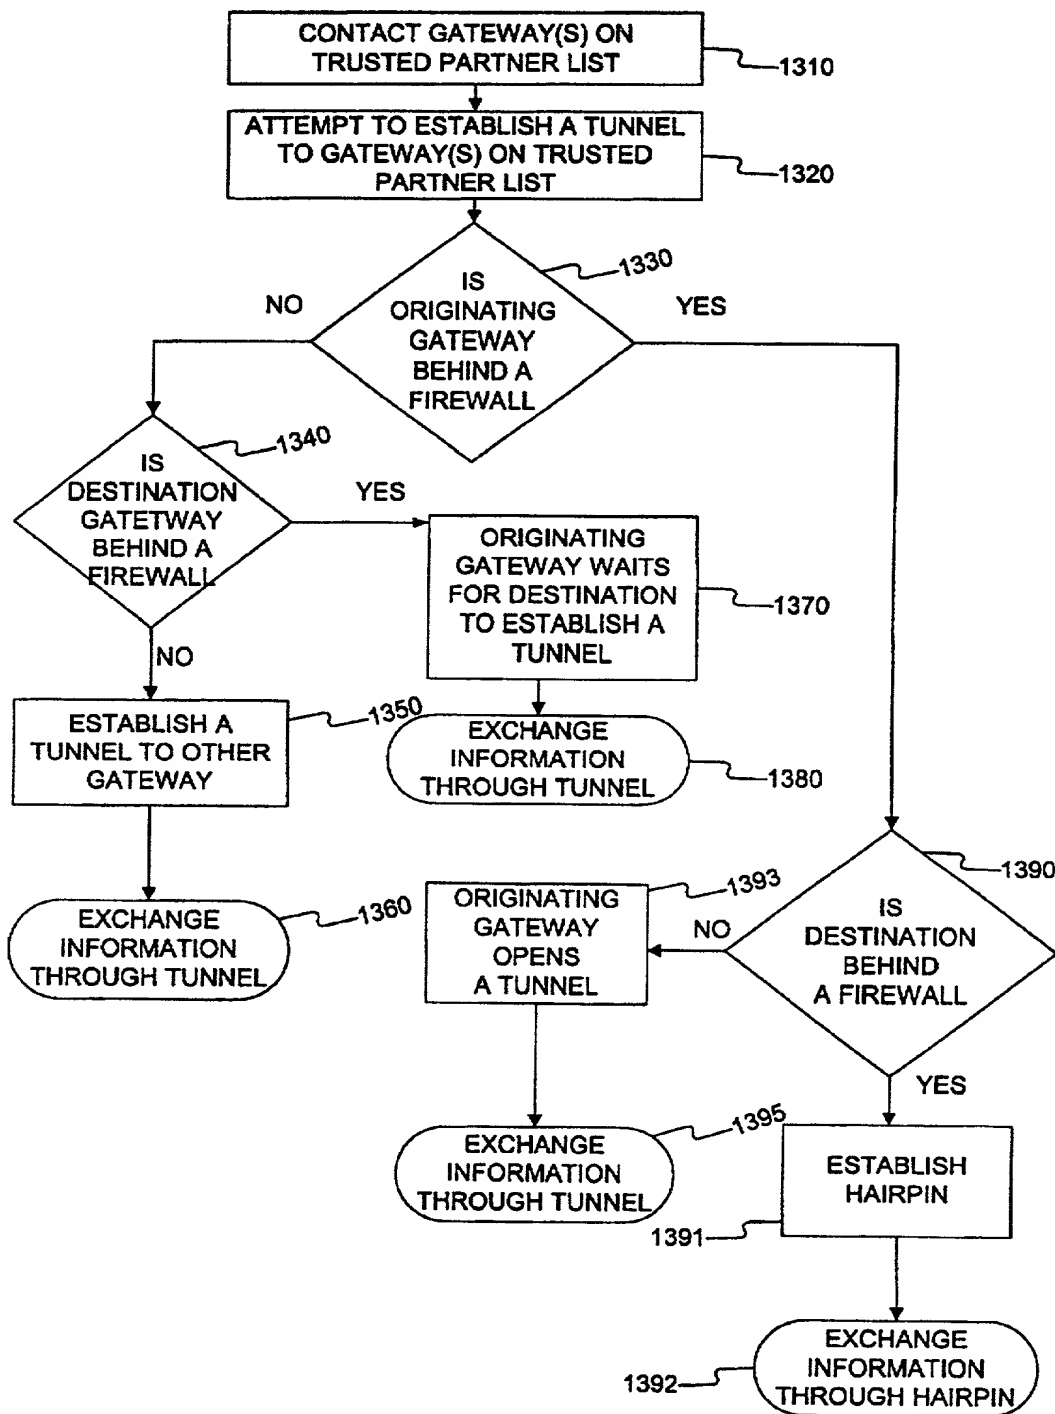 CONTACT GATEWAY(S) ON
TRUSTED PARTNER LIST
1310
ATTEMPT TO ESTABLISH A TUNNEL
TO GATEWAY(S) ON TRUSTED
PARTNER LIST
1320
IS
ORIGINATING
GATEWAY
BEHIND A
FIREWALL
1330
NO
YES
IS
DESTINATION
GATETWAY
BEHIND A
FIREWALL
1340
YES
ORIGINATING
GATEWAY WAITS
FOR DESTINATION
TO ESTABLISH A
TUNNEL
1370
NO
ESTABLISH A
TUNNEL TO OTHER
GATEWAY
1350
EXCHANGE
INFORMATION
THROUGH TUNNEL
1380
EXCHANGE
INFORMATION
THROUGH TUNNEL
1360
IS
DESTINATION
BEHIND
A FIREWALL
1390
NO
ORIGINATING
GATEWAY
OPENS
A TUNNEL
1393
YES
EXCHANGE
INFORMATION
THROUGH TUNNEL
1395
ESTABLISH
HAIRPIN
1391
EXCHANGE
INFORMATION
THROUGH HAIRPIN
1392